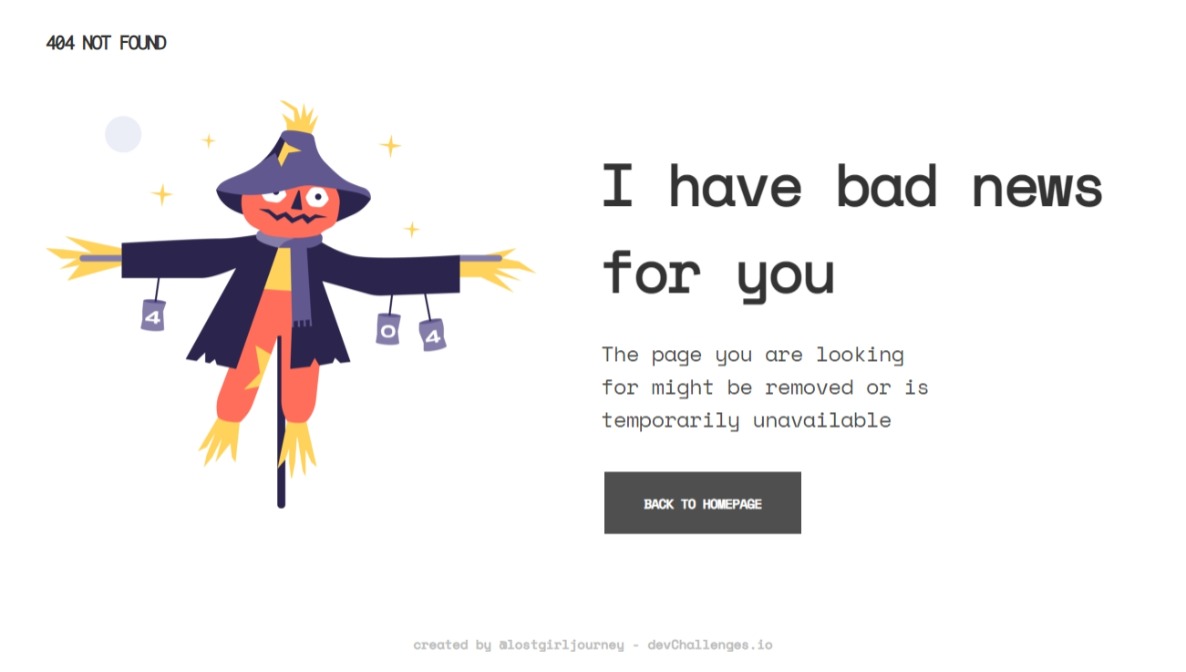 404 NOT FOUND
4
0
4
I have bad news
for you
The page you are looking
for might be removed or is
temporarily unavailable
BACK TO HOMEPAGE
created by @lostgirljourney - devChallenges.io